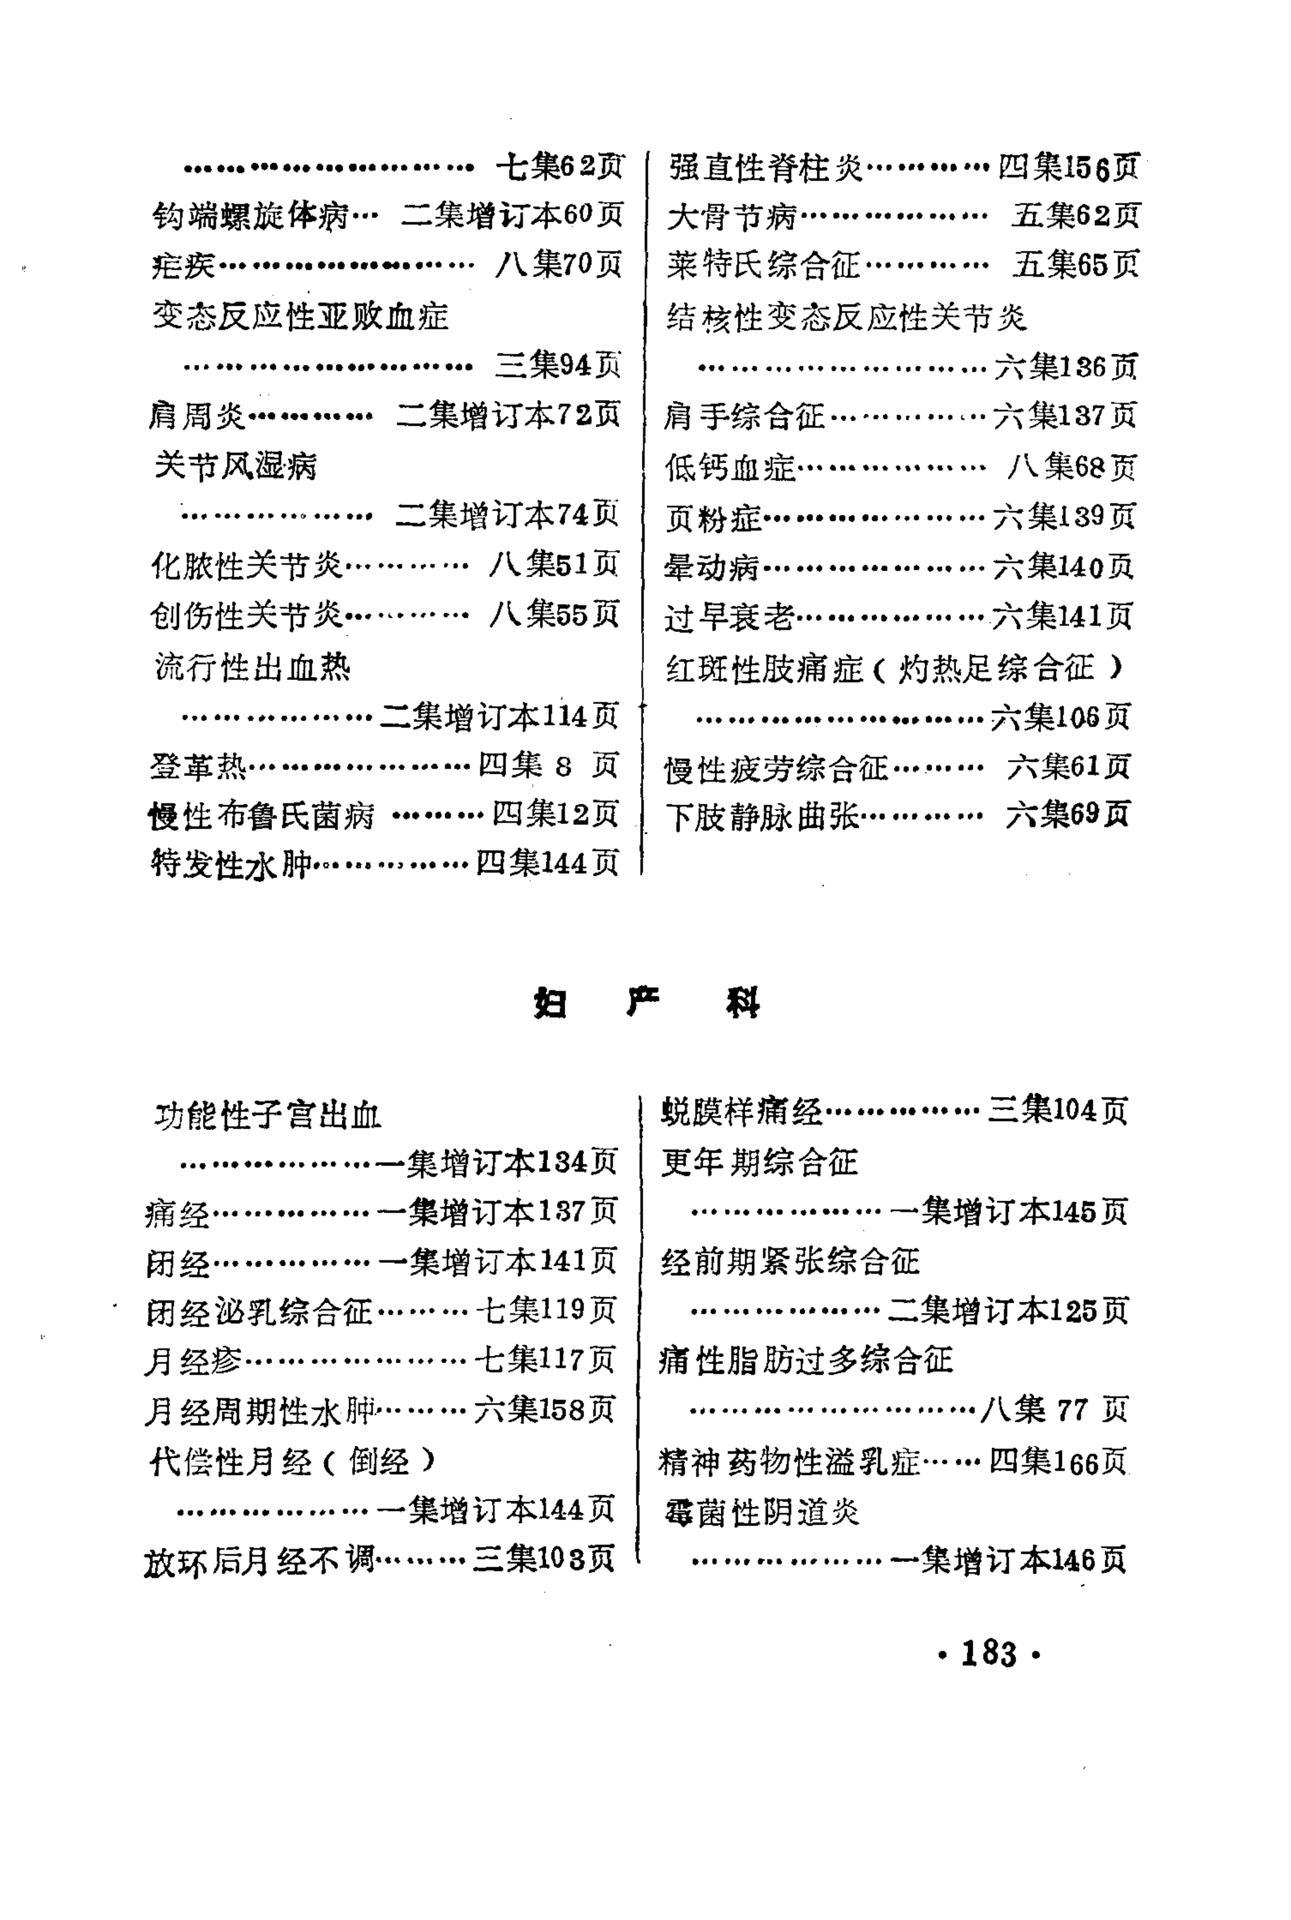 ……………………… 七集62页
钩端螺旋体病… 二集增订本60页
疟疾…………………… 八集70页
变态反应性亚败血症
……………………… 三集94页
肩周炎………… 二集增订本72页
关节风湿病
……………… 二集增订本74页
化脓性关节炎………… 八集51页
创伤性关节炎………… 八集55页
流行性出血热
………………二集增订本114页
登革热…………………四集 8 页
慢性布鲁氏菌病 ………四集12页
特发性水肿……………四集144页
强直性脊柱炎…………四集156页
大骨节病……………… 五集62页
莱特氏综合征………… 五集65页
结核性变态反应性关节炎
………………………六集136页
肩手综合征……………六集137页
低钙血症……………… 八集68页
页粉症…………………六集139页
晕动病…………………六集140页
过早衰老………………六集141页
红斑性肢痛症(灼热足综合征)
………………………六集106页
慢性疲劳综合征……… 六集61页
下肢静脉曲张………… 六集69页
妇产科
功能性子宫出血
………………一集增订本134页
痛经……………一集增订本137页
闭经……………一集增订本141页
闭经泌乳综合征………七集119页
月经疹…………………七集117页
月经周期性水肿………六集158页
代偿性月经(倒经)
………………一集增订本144页
放环后月经不调………三集103页
蜕膜样痛经……………三集104页
更年期综合征
………………一集增订本145页
经前期紧张综合征
………………二集增订本125页
痛性脂肪过多综合征
………………………八集 77 页
精神药物性溢乳症……四集166页
霉菌性阴道炎
………………一集增订本146页
·183·